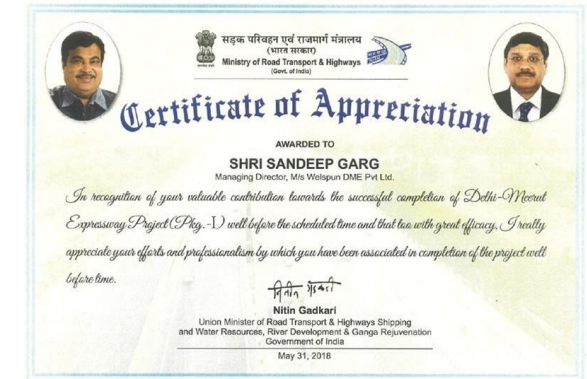 सड़क परिवहन एवं राजमार्ग मंत्रालय
(भारत सरकार)
Ministry of Road Transport & Highways
(Govt. of India)
Certificate of Appreciation
AWARDED TO
SHRI SANDEEP GARG
Managing Director, M/s Welspun DME Pvt Ltd.
In recognition of your valuable contribution towards the successful completion of Delhi-Meerut
Expressway Project (Pkg. -I) well before the scheduled time and that too with great efficacy, I really
appreciate your efforts and professionalism by which you have been associated in completion of the project well
before time.
नितीन गडकरी
Nitin Gadkari
Union Minister of Road Transport & Highways Shipping
and Water Resources, River Development & Ganga Rejuvenation
Government of India
May 31, 2018